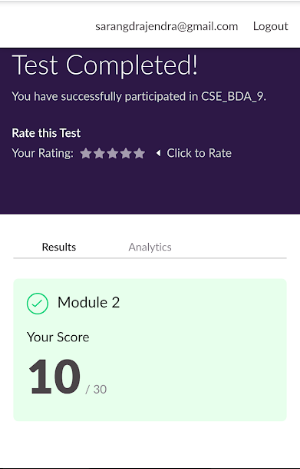 sarangdrajendra@gmail.com Logout
Test Completed!
You have successfully participated in CSE_BDA_9.
Rate this Test
Your Rating: Click to Rate
Results Analytics
Module 2
Your Score
10 / 30